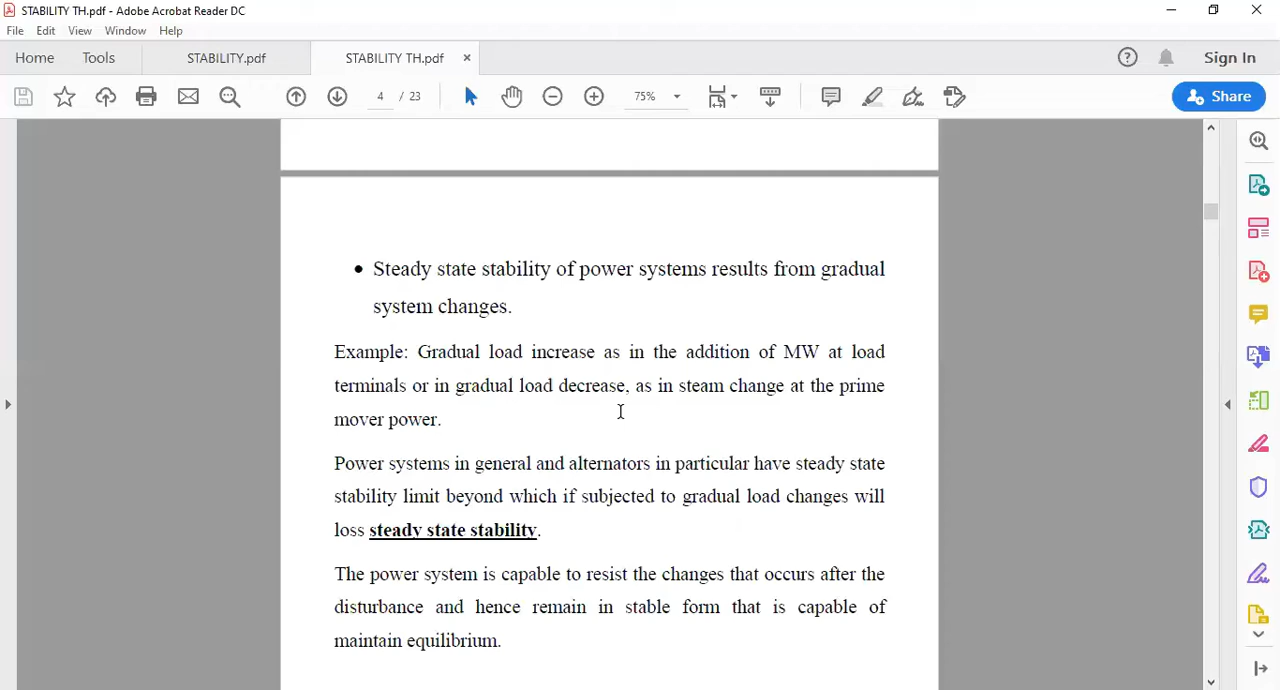 STABILITY TH.pdf - Adobe Acrobat Reader DC
File Edit View Window Help
Home Tools STABILITY.pdf STABILITY TH.pdf × Sign In
4 / 23 75% Share
• Steady state stability of power systems results from gradual
system changes.
Example: Gradual load increase as in the addition of MW at load
terminals or in gradual load decrease, as in steam change at the prime
mover power.
Power systems in general and alternators in particular have steady state
stability limit beyond which if subjected to gradual load changes will
loss steady state stability.
The power system is capable to resist the changes that occurs after the
disturbance and hence remain in stable form that is capable of
maintain equilibrium.